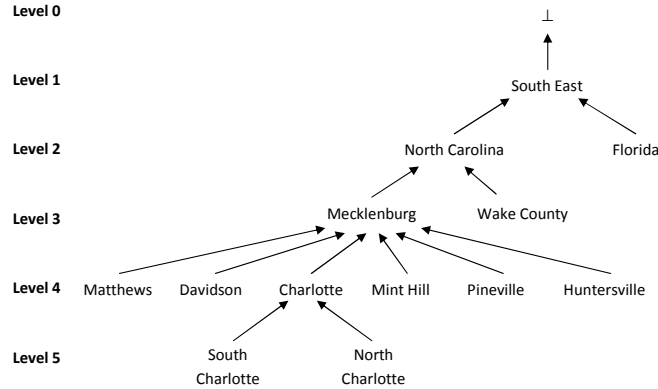 Level 0 ⊥
Level 1 South East
Level 2 North Carolina Florida
Level 3 Mecklenburg Wake County
Level 4 Matthews Davidson Charlotte Mint Hill Pineville Huntersville
Level 5 South North
Charlotte Charlotte